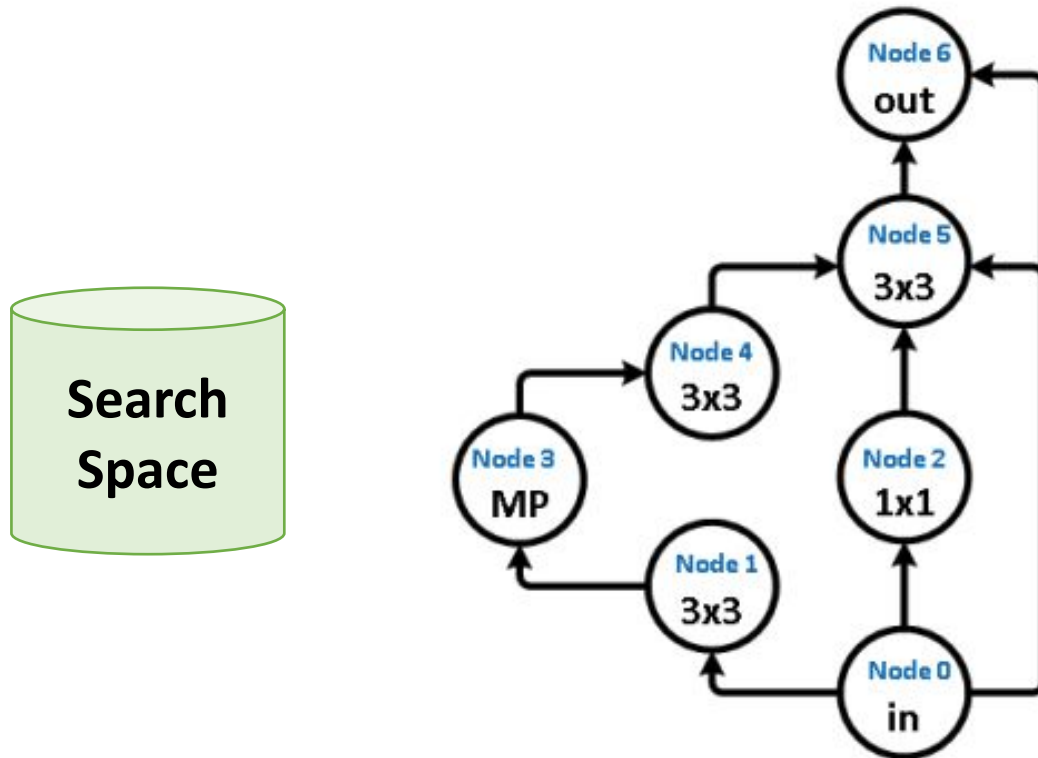 Node 6
out
Node 5
3x3
Node 4
3x3
Search
Space
Node 3
MP
Node 2
1x1
Node 1
3x3
Node 0
in